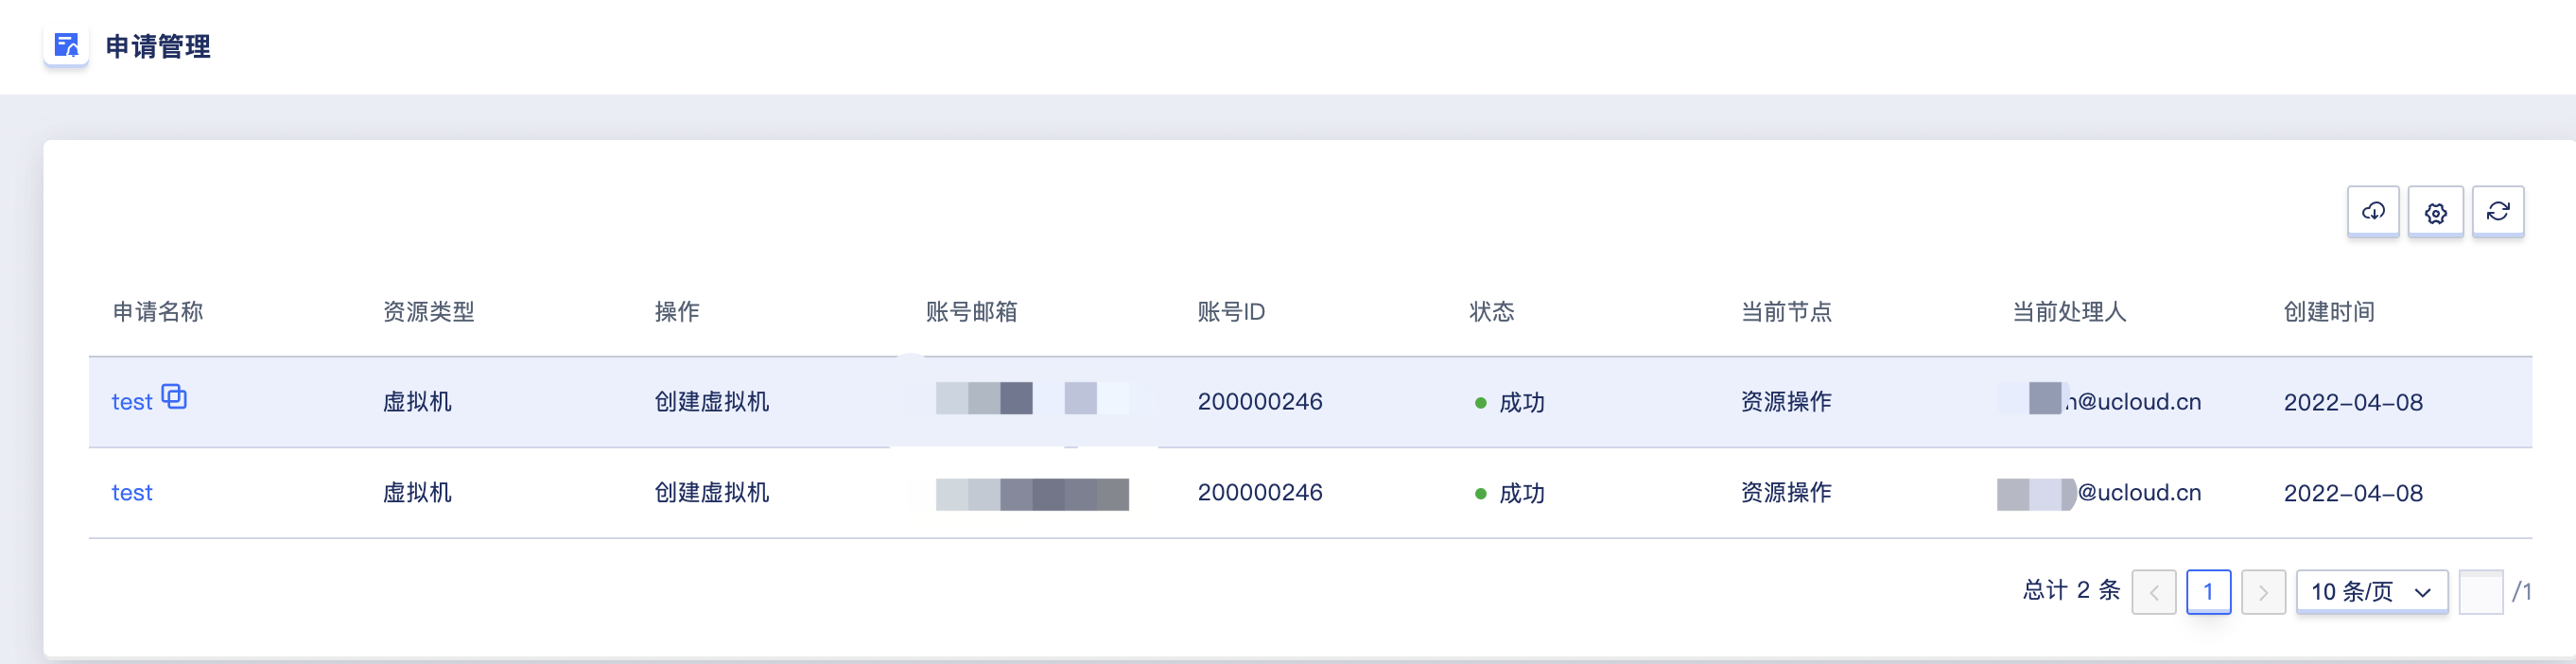 申请管理
申请名称 资源类型 操作 账号邮箱 账号ID 状态 当前节点 当前处理人 创建时间
test 虚拟机 创建虚拟机 200000246 成功 资源操作 @ucloud.cn 2022-04-08
test 虚拟机 创建虚拟机 200000246 成功 资源操作 @ucloud.cn 2022-04-08
总计 2 条 1 10 条/页 /1